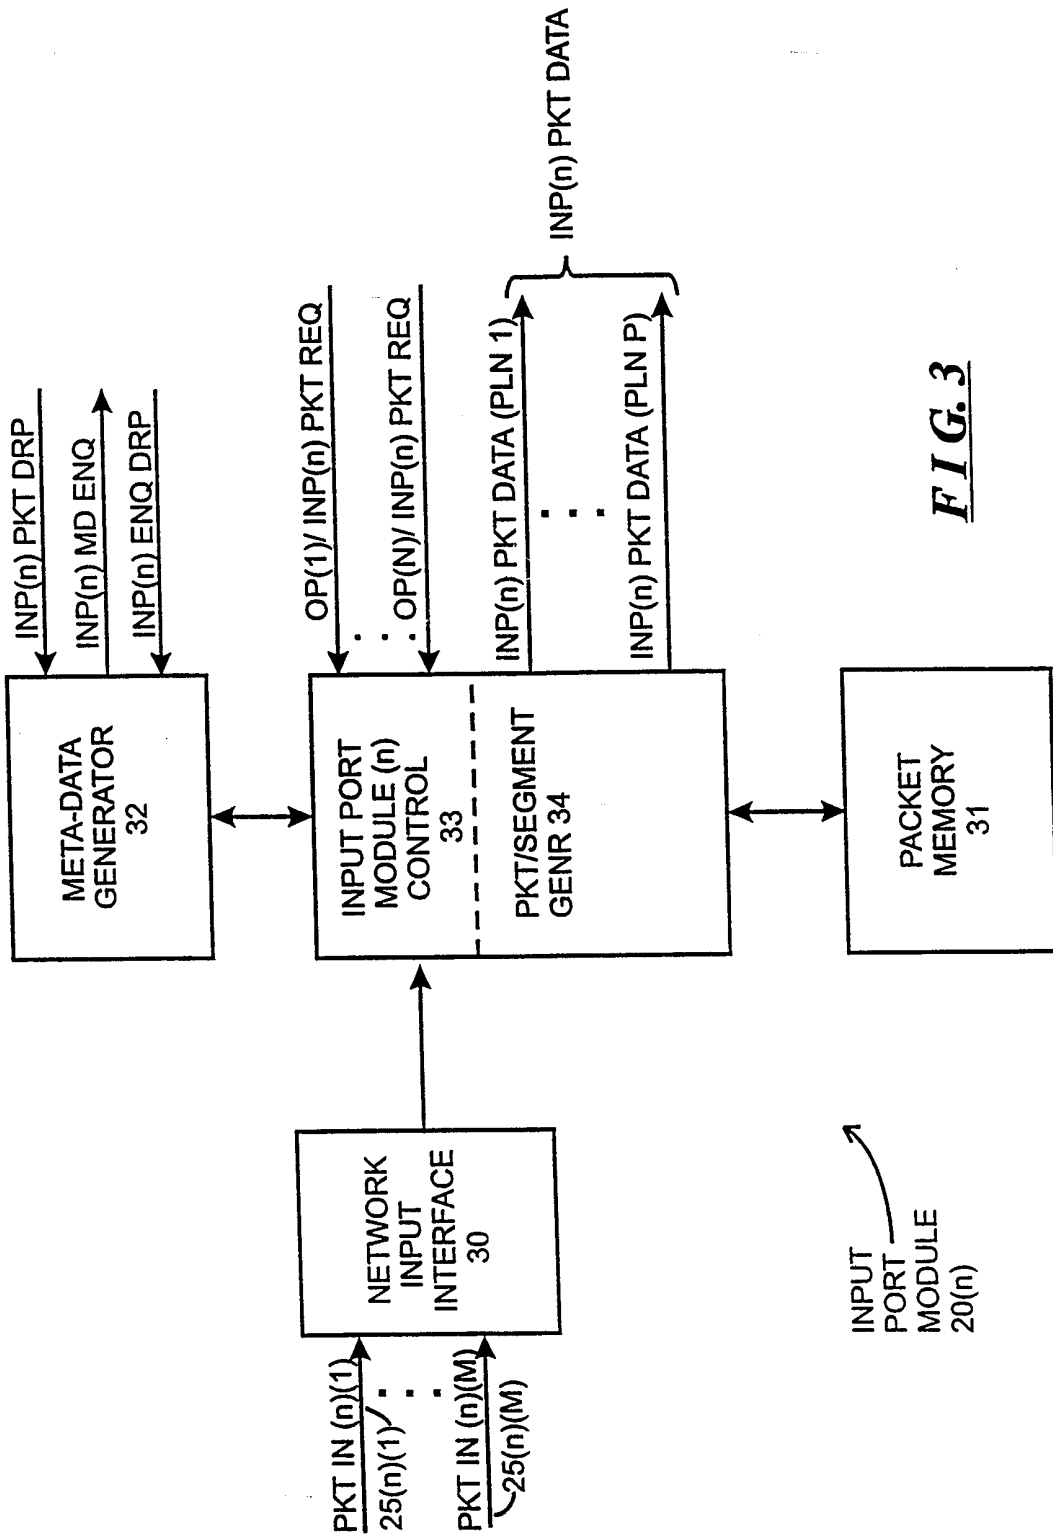 INP(n) PKT DRP
INP(n) MD ENQ
INP(n) ENQ DRP
META-DATA
GENERATOR
32
OP(1)/ INP(n) PKT REQ
OP(N)/ INP(n) PKT REQ
INPUT PORT
MODULE (n)
CONTROL
33
PKT/SEGMENT
GENR 34
INP(n) PKT DATA (PLN 1)
INP(n) PKT DATA (PLN P)
INP(n) PKT DATA
NETWORK
INPUT
INTERFACE
30
PKT IN (n)(1)
25(n)(1)
PKT IN (n)(M)
25(n)(M)
PACKET
MEMORY
31
INPUT
PORT
MODULE
20(n)
FIG. 3